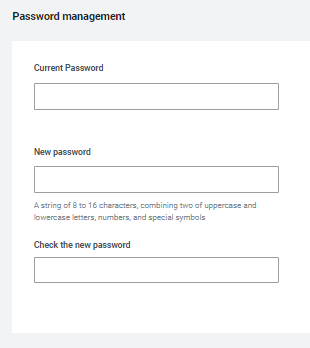 Password management
Current Password
New password
A string of 8 to 16 characters, combining two of uppercase and
lowercase letters, numbers, and special symbols
Check the new password